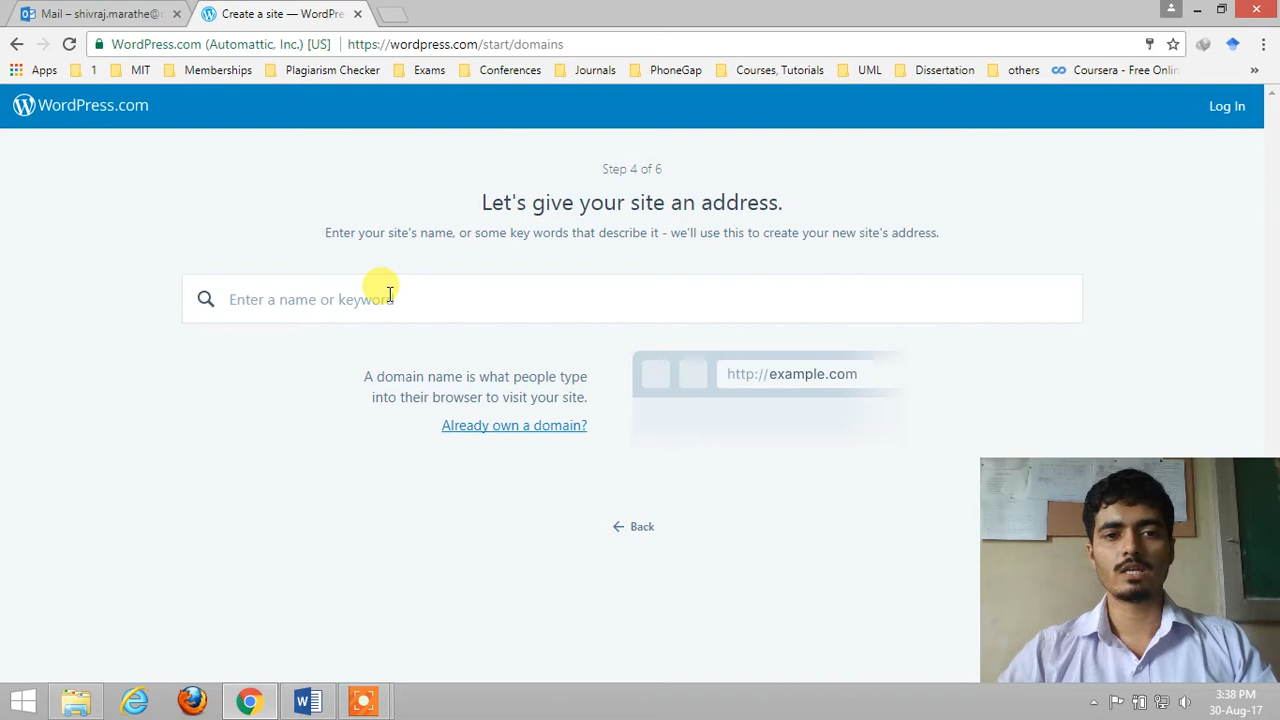 Mail – shivraj.marathe@
Create a site — WordPre
WordPress.com (Automattic, Inc.) [US]
https://wordpress.com/start/domains
Apps
1
MIT
Memberships
Plagiarism Checker
Exams
Conferences
Journals
PhoneGap
Courses, Tutorials
UML
Dissertation
others
Coursera - Free Onlin
WordPress.com
Log In
Step 4 of 6
Let's give your site an address.
Enter your site's name, or some key words that describe it - we'll use this to create your new site's address.
Enter a name or keyword
A domain name is what people type
into their browser to visit your site.
Already own a domain?
http://example.com
Back
3:38 PM
30-Aug-17